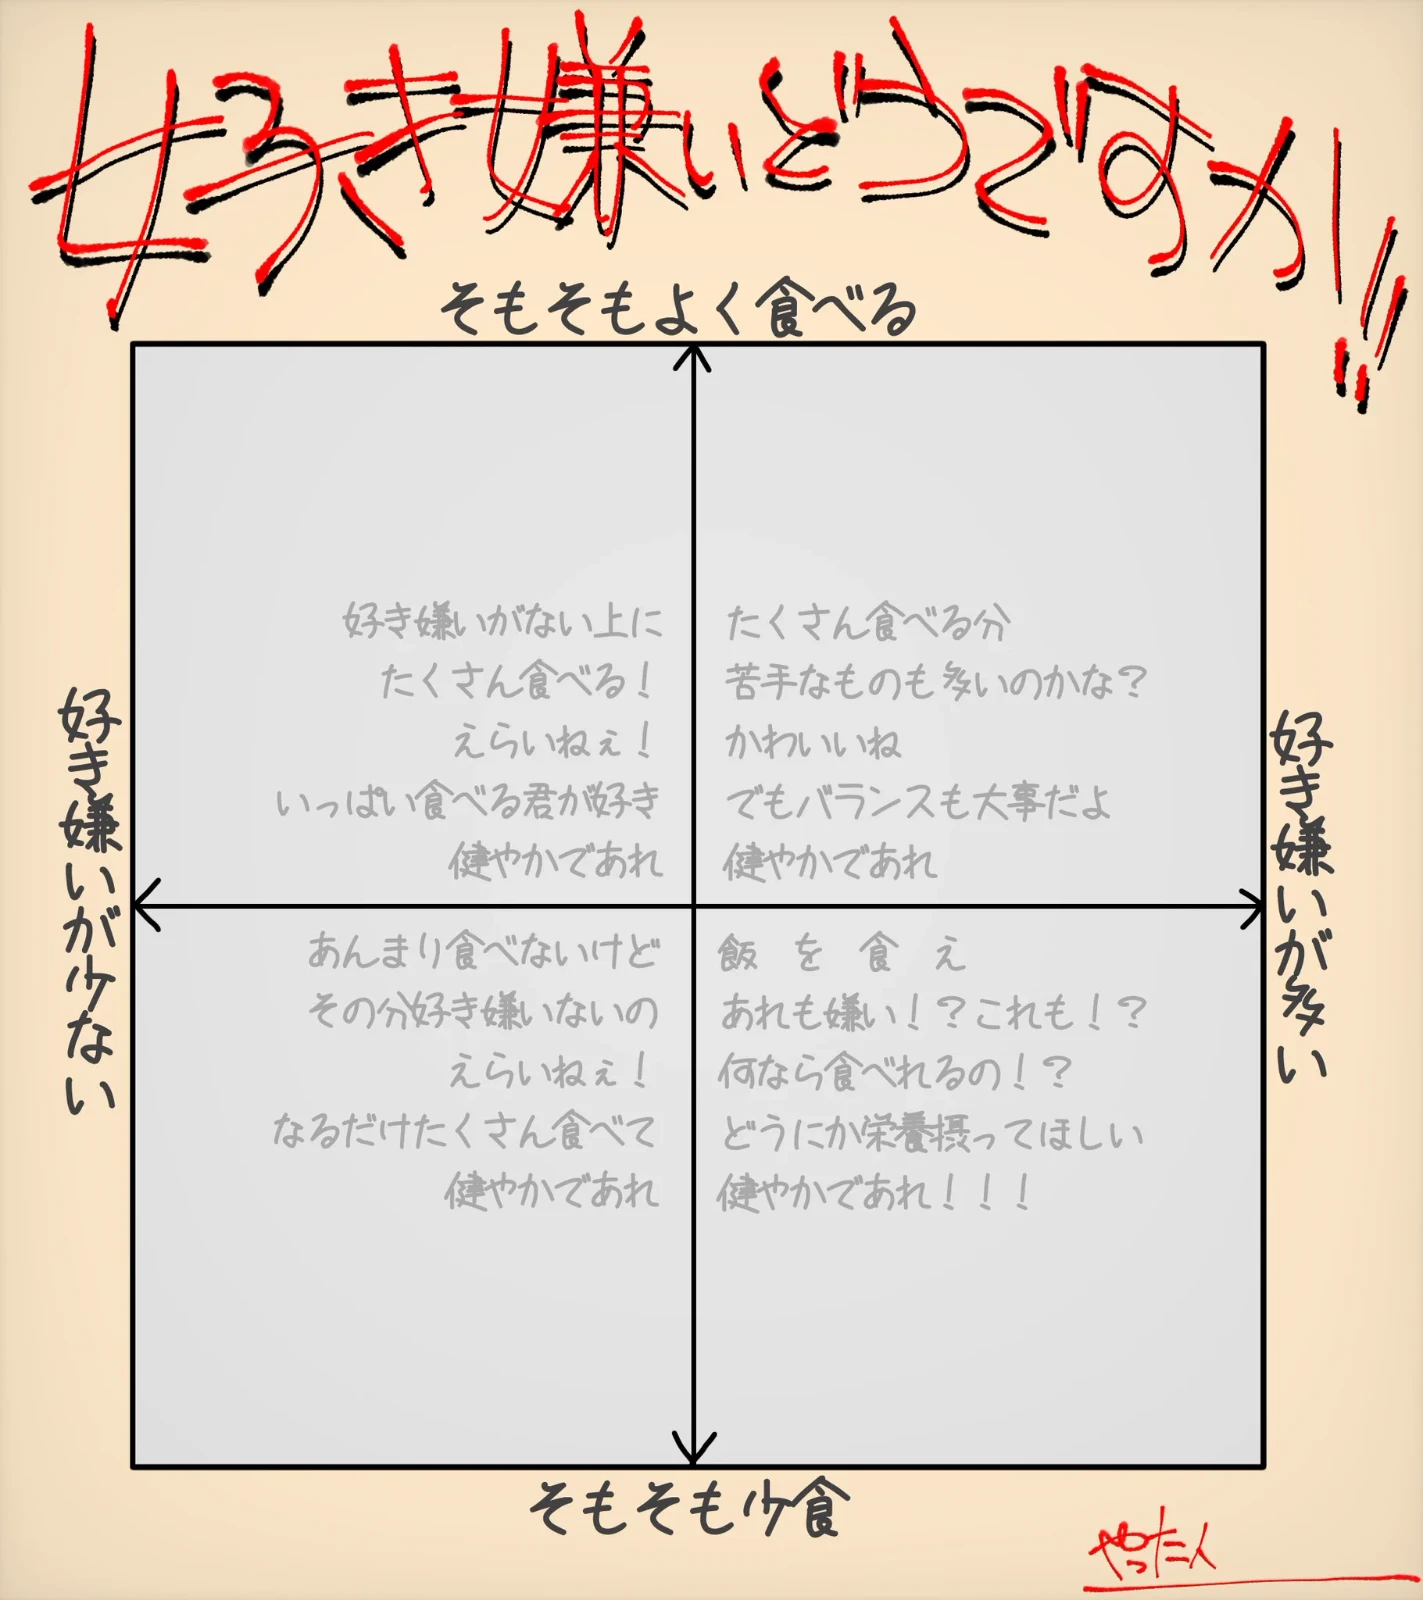 好き嫌いどうですか!!
そもそもよく食べる
好き嫌いが少ない
好き嫌いがない上に
たくさん食べる!
えらいねぇ!
いっぱい食べる君が好き
健やかであれ
たくさん食べる分
苦手なものも多いのかな?
かわいいね
でもバランスも大事だよ
健やかであれ
好き嫌いが多い
あんまり食べないけど
その分好き嫌いないの
えらいねぇ!
なるだけたくさん食べて
健やかであれ
飯 を 食 え
あれも嫌い!?これも!?
何なら食べれるの!?
どうにか栄養摂ってほしい
健やかであれ!!!
そもそも少食
やったん